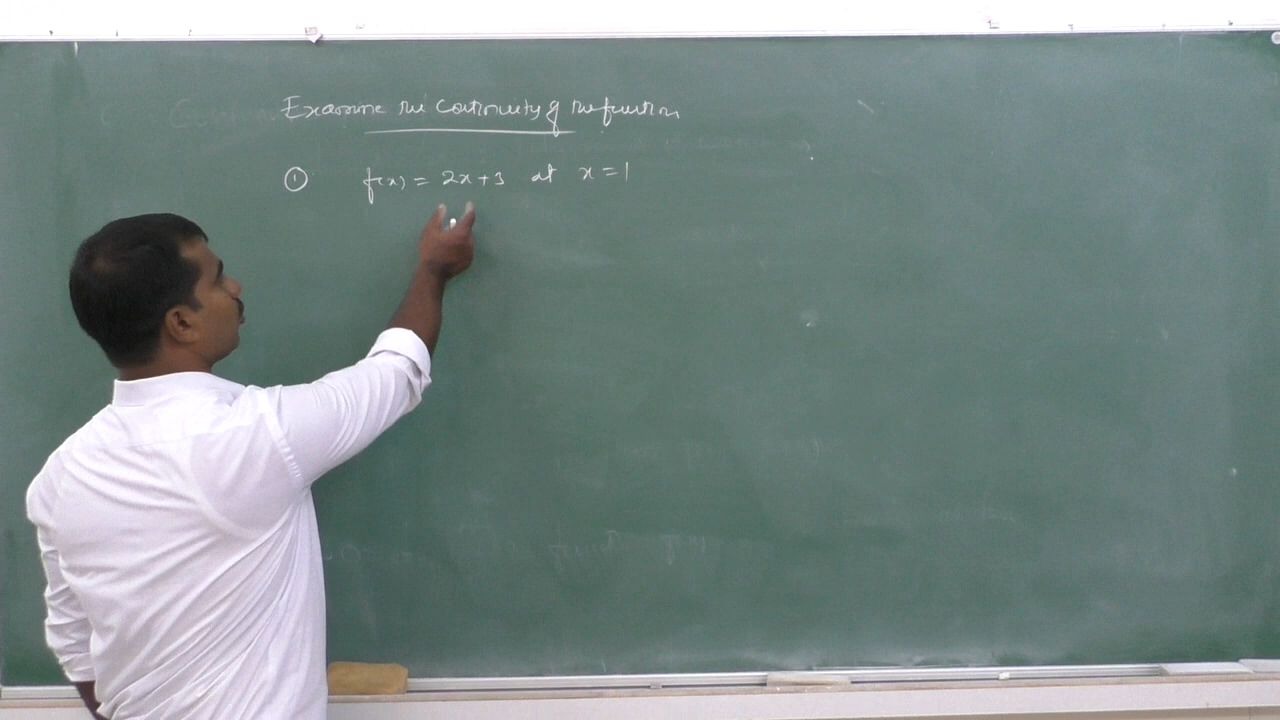 Examine the Continuity of the function
① f(x) = 2x+3 at x=1